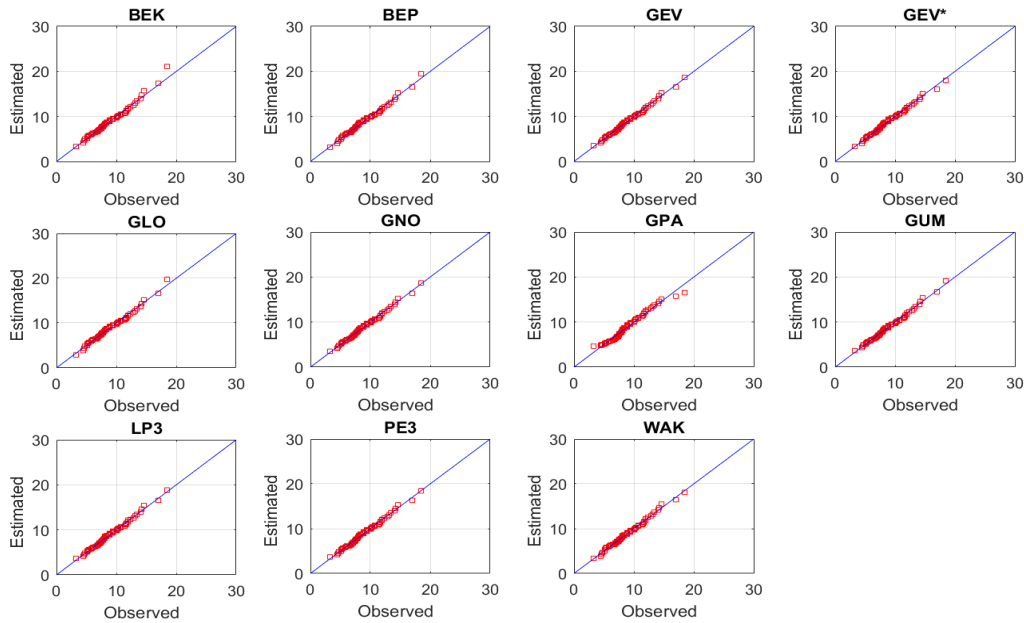 BEK BEP GEV GEV*
30 30 30 30
Estimated Estimated Estimated Estimated
20 20 20 20
10 10 10 10
0 0 0 0
0 10 20 30 0 10 20 30 0 10 20 30 0 10 20 30
Observed Observed Observed Observed
GLO GNO GPA GUM
30 30 30 30
Estimated Estimated Estimated Estimated
20 20 20 20
10 10 10 10
0 0 0 0
0 10 20 30 0 10 20 30 0 10 20 30 0 10 20 30
Observed Observed Observed Observed
LP3 PE3 WAK
30 30 30
Estimated Estimated Estimated
20 20 20
10 10 10
0 0 0
0 10 20 30 0 10 20 30 0 10 20 30
Observed Observed Observed